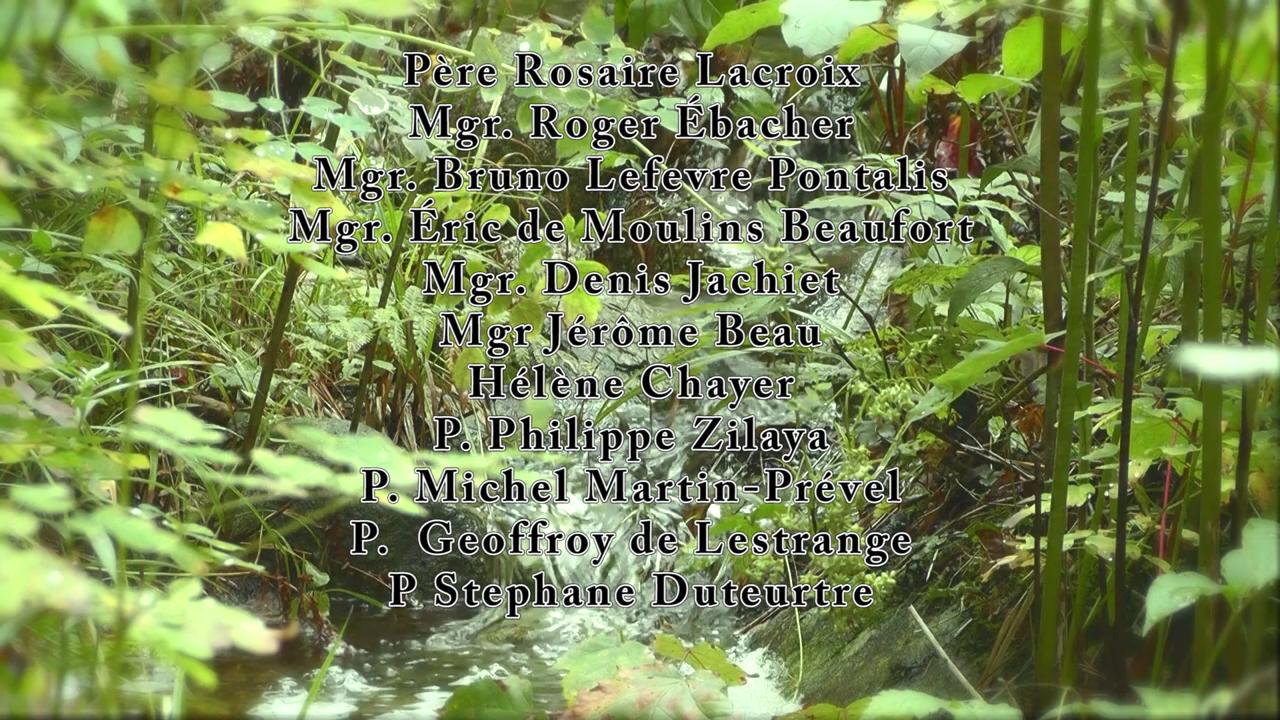 Père Rosaire Lacroix
Mgr. Roger Ébacher
Mgr. Bruno Lefevre Pontalis
Mgr. Éric de Moulins Beaufort
Mgr. Denis Jachiet
Mgr Jérôme Beau
Hélène Chayer
P. Philippe Zilaya
P. Michel Martin-Prével
P.  Geoffroy de Lestrange
P Stephane Duteurtre